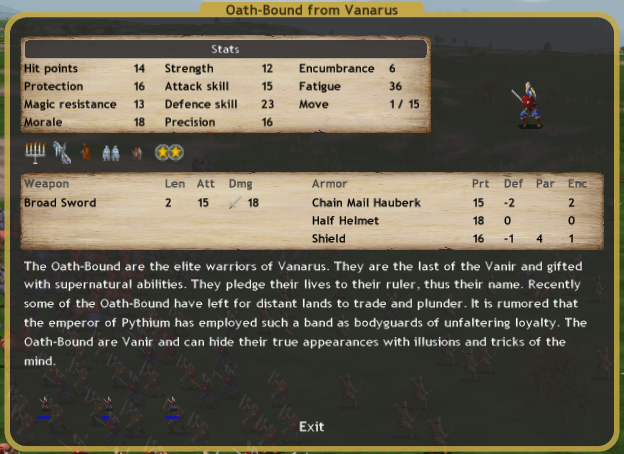 Oath-Bound from Vanarus
Stats
Hit points 14 Strength 12 Encumbrance 6
Protection 16 Attack skill 15 Fatigue 36
Magic resistance 13 Defence skill 23 Move 1 / 15
Morale 18 Precision 16
Weapon Len Att Dmg Armor Prt Def Par Enc
Broad Sword 2 15 18 Chain Mail Hauberk 15 -2 2
Half Helmet 18 0 0
Shield 16 -1 4 1
The Oath-Bound are the elite warriors of Vanarus. They are the last of the Vanir and gifted
with supernatural abilities. They pledge their lives to their ruler, thus their name. Recently
some of the Oath-Bound have left for distant lands to trade and plunder. It is rumored that
the emperor of Pythium has employed such a band as bodyguards of unfaltering loyalty. The
Oath-Bound are Vanir and can hide their true appearances with illusions and tricks of the
mind.
Exit